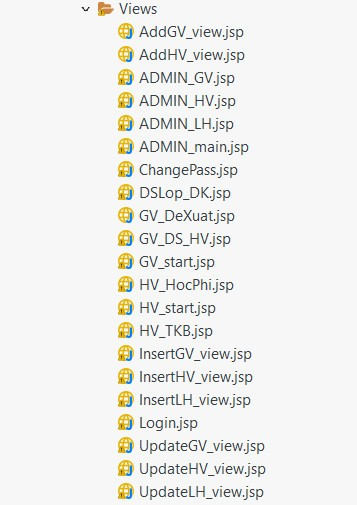 Views
AddGV_view.jsp
AddHV_view.jsp
ADMIN_GV.jsp
ADMIN_HV.jsp
ADMIN_LH.jsp
ADMIN_main.jsp
ChangePass.jsp
DSLop_DK.jsp
GV_DeXuat.jsp
GV_DS_HV.jsp
GV_start.jsp
HV_HocPhi.jsp
HV_start.jsp
HV_TKB.jsp
InsertGV_view.jsp
InsertHV_view.jsp
InsertLH_view.jsp
Login.jsp
UpdateGV_view.jsp
UpdateHV_view.jsp
UpdateLH_view.jsp